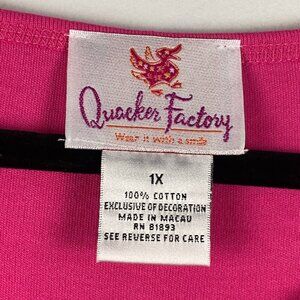 Quacker Factory
Wear it with a smile
1X
100% COTTON
EXCLUSIVE OF DECORATION
MADE IN MACAU
RN 81893
SEE REVERSE FOR CARE